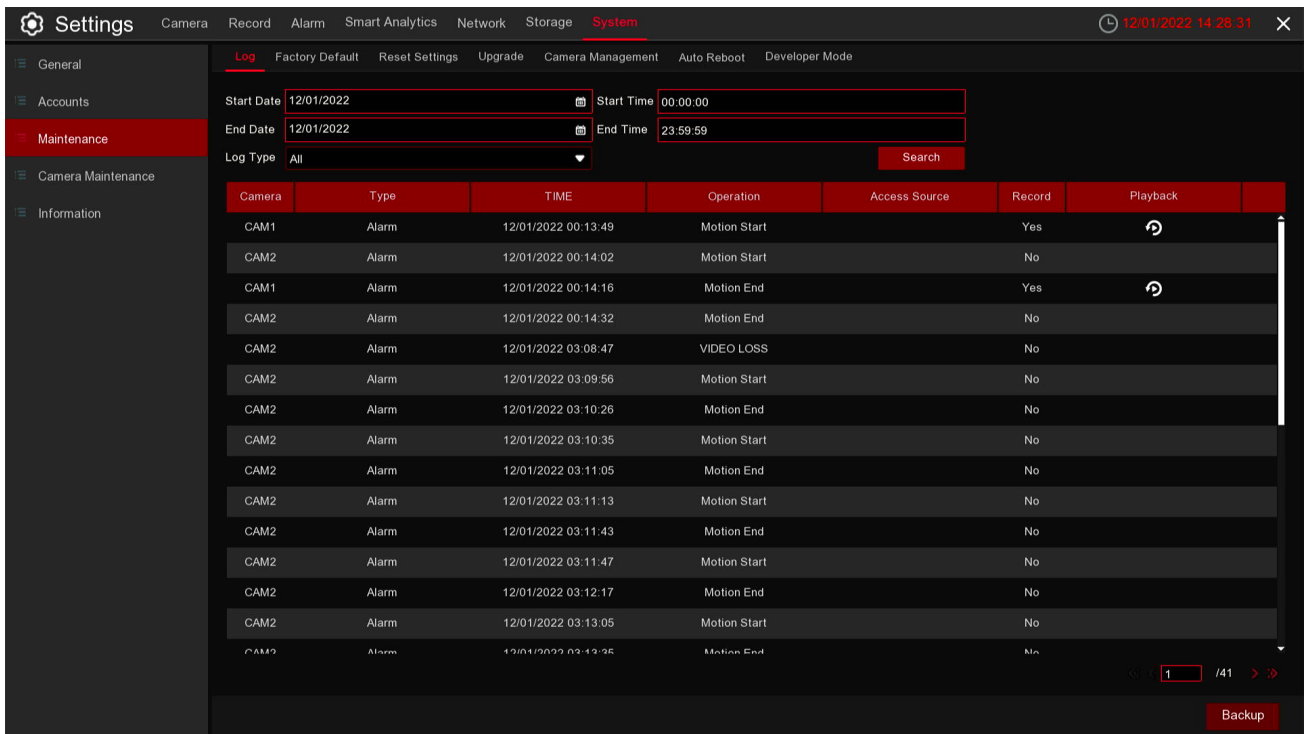 Settings Camera Record Alarm Smart Analytics Network Storage System 12/01/2022 14:28:31
General
Accounts
Maintenance
Camera Maintenance
Information
Log Factory Default Reset Settings Upgrade Camera Management Auto Reboot Developer Mode
Start Date 12/01/2022 Start Time 00:00:00
End Date 12/01/2022 End Time 23:59:59
Log Type All Search
Camera Type TIME Operation Access Source Record Playback
CAM1 Alarm 12/01/2022 00:13:49 Motion Start Yes
CAM2 Alarm 12/01/2022 00:14:02 Motion Start No
CAM1 Alarm 12/01/2022 00:14:16 Motion End Yes
CAM2 Alarm 12/01/2022 00:14:32 Motion End No
CAM2 Alarm 12/01/2022 03:08:47 VIDEO LOSS No
CAM2 Alarm 12/01/2022 03:09:56 Motion Start No
CAM2 Alarm 12/01/2022 03:10:26 Motion End No
CAM2 Alarm 12/01/2022 03:10:35 Motion Start No
CAM2 Alarm 12/01/2022 03:11:05 Motion End No
CAM2 Alarm 12/01/2022 03:11:13 Motion Start No
CAM2 Alarm 12/01/2022 03:11:43 Motion End No
CAM2 Alarm 12/01/2022 03:11:47 Motion Start No
CAM2 Alarm 12/01/2022 03:12:17 Motion End No
CAM2 Alarm 12/01/2022 03:13:05 Motion Start No
CAM2 Alarm 12/01/2022 03:13:35 Motion End No
1 /41
Backup